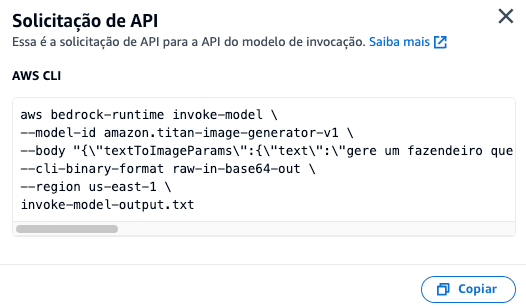 Solicitação de API
Essa é a solicitação de API para a API do modelo de invocação. Saiba mais
AWS CLI
aws bedrock-runtime invoke-model \
--model-id amazon.titan-image-generator-v1 \
--body "{\"textToImageParams\":{\"text\":\"gere um fazendeiro que
--cli-binary-format raw-in-base64-out \
--region us-east-1 \
invoke-model-output.txt
Copiar